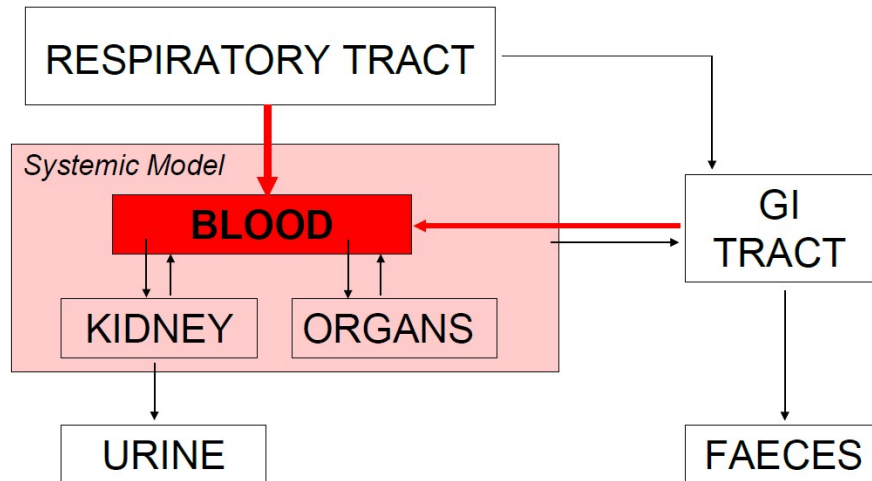 RESPIRATORY TRACT
Systemic Model
BLOOD
GI
TRACT
KIDNEY
ORGANS
URINE
FAECES